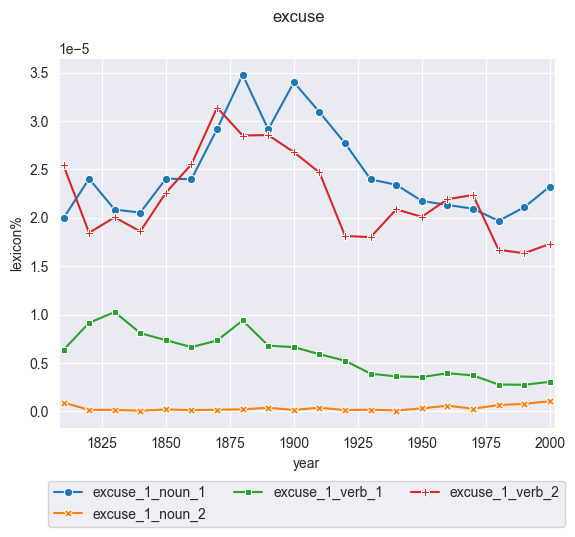 excuse
1e−5
3.5
3.0
2.5
2.0
1.5
1.0
0.5
0.0
lexicon%
1825 1850 1875 1900 1925 1950 1975 2000
year
excuse_1_noun_1 excuse_1_verb_1 excuse_1_verb_2
excuse_1_noun_2